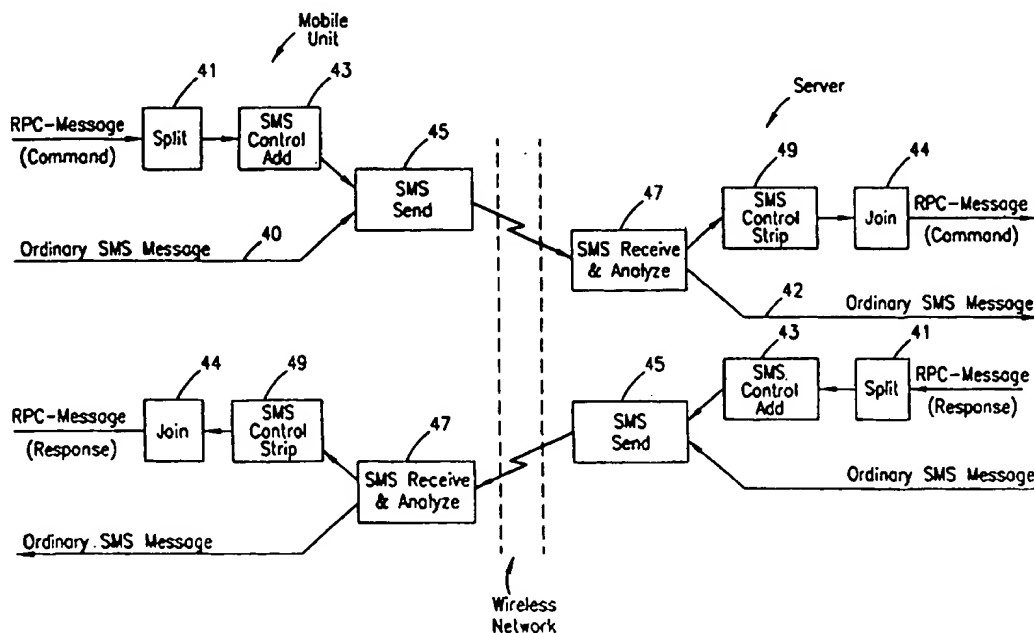 Mobile
Unit
41
43
RPC-Message
(Command)
Split
SMS
Control
Add
45
SMS
Send
Ordinary SMS Message
40
Server
49
44
47
SMS
Control
Strip
Join
RPC-Message
(Command)
SMS Receive
& Analyze
Ordinary SMS Message
42
43
41
45
SMS.
Control
Add
Split
RPC-Message
(Response)
SMS
Send
Ordinary SMS Message
44
49
RPC-Message
(Response)
Join
SMS
Control
Strip
47
SMS Receive
& Analyze
Ordinary.SMS Message
Wireless
Network